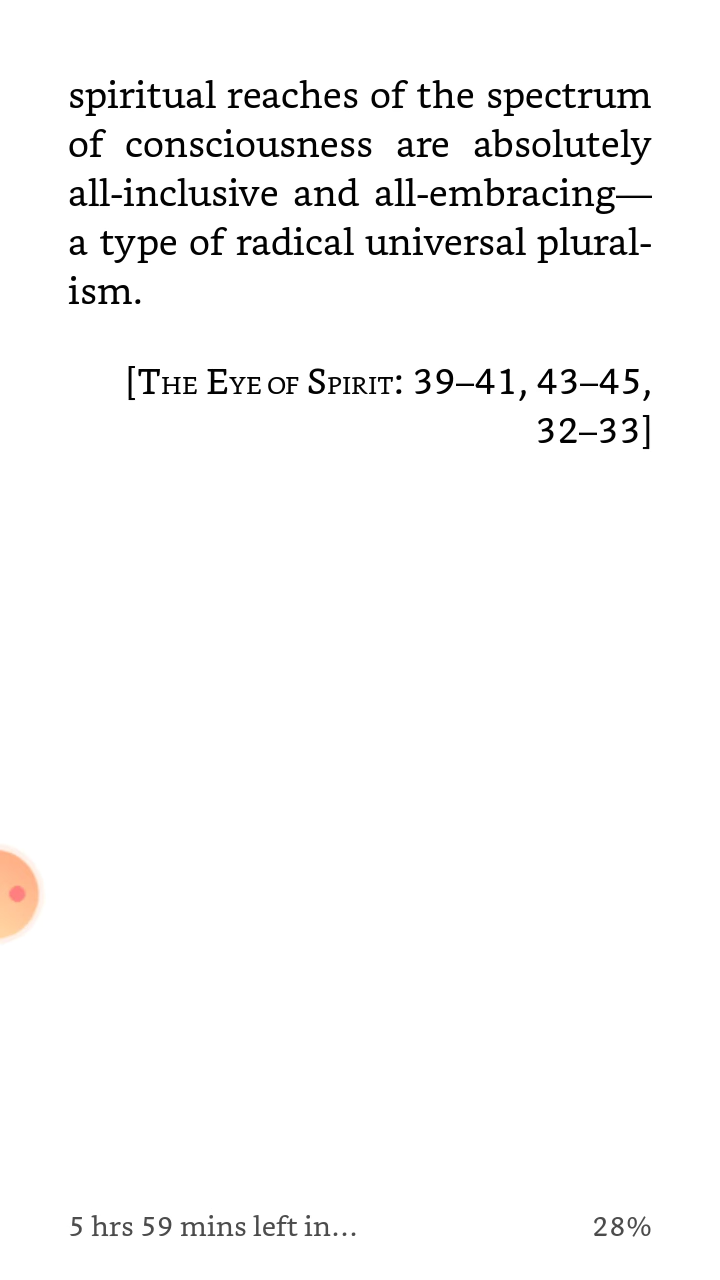 spiritual reaches of the spectrum
of consciousness are absolutely
all-inclusive and all-embracing—
a type of radical universal plural-
ism.
[The Eye of Spirit: 39–41, 43–45,
32–33]
5 hrs 59 mins left in...
28%